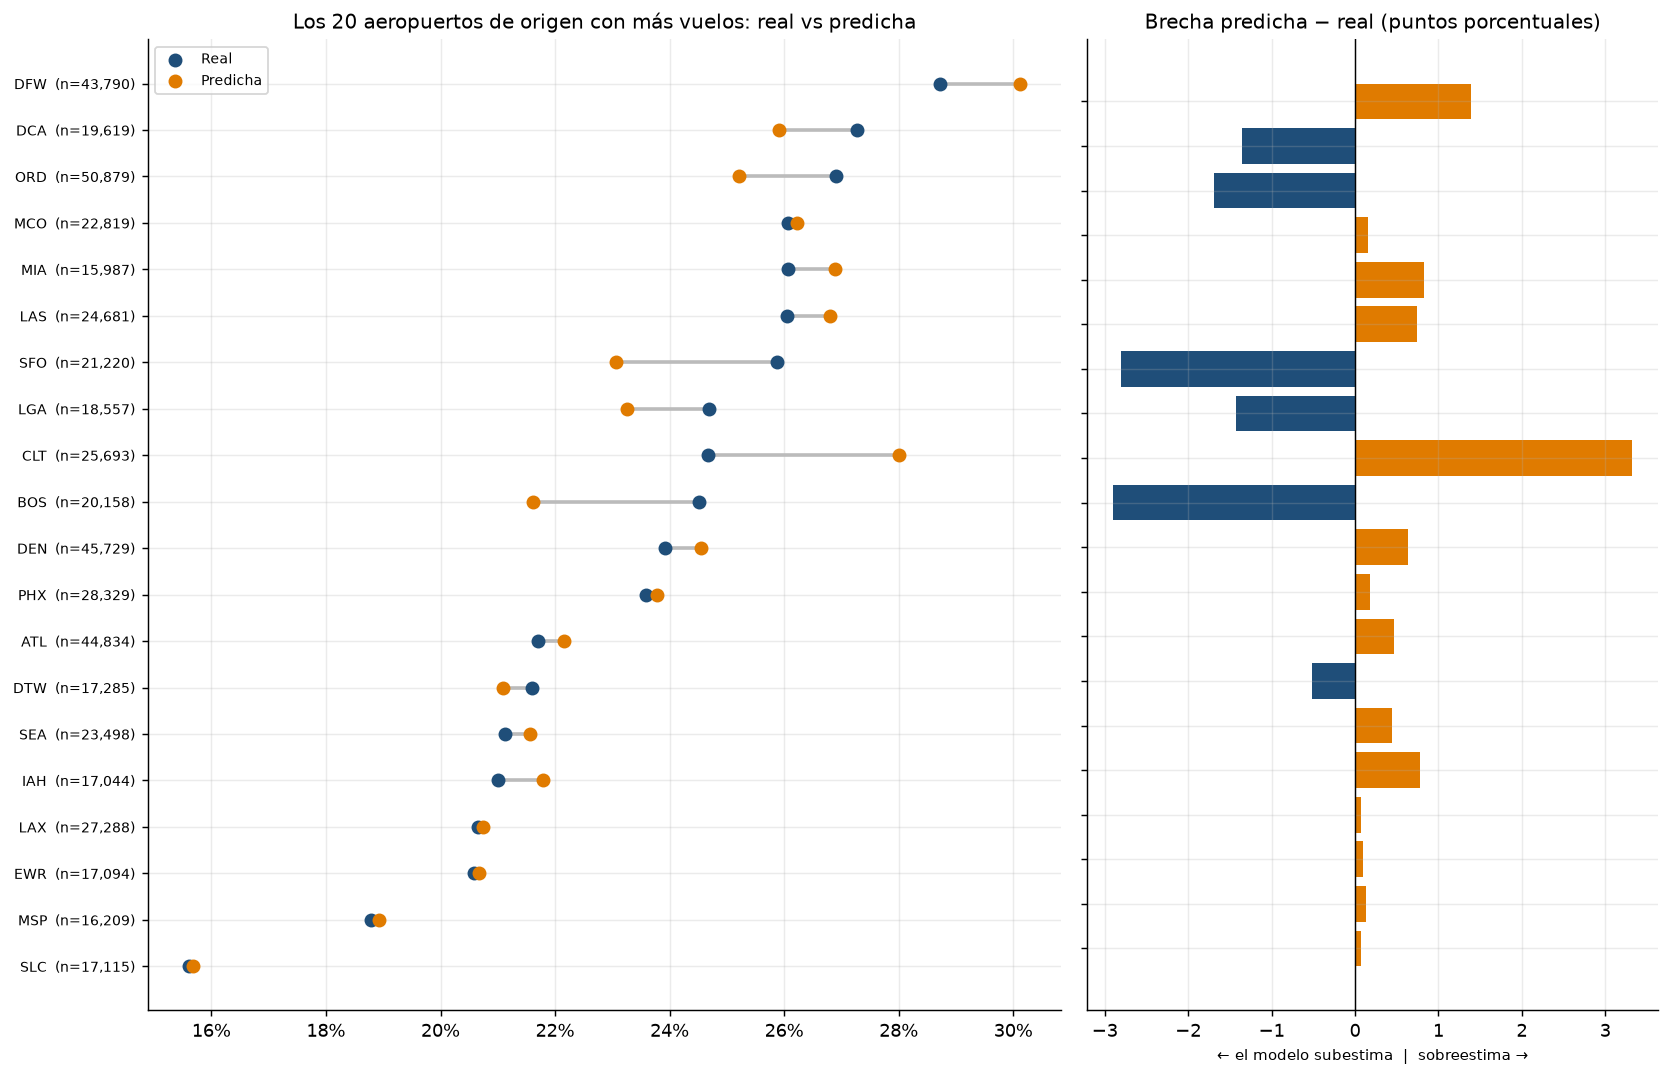 Los 20 aeropuertos de origen con más vuelos: real vs predicha
Real
Predicha
DFW (n=43,790)
DCA (n=19,619)
ORD (n=50,879)
MCO (n=22,819)
MIA (n=15,987)
LAS (n=24,681)
SFO (n=21,220)
LGA (n=18,557)
CLT (n=25,693)
BOS (n=20,158)
DEN (n=45,729)
PHX (n=28,329)
ATL (n=44,834)
DTW (n=17,285)
SEA (n=23,498)
IAH (n=17,044)
LAX (n=27,288)
EWR (n=17,094)
MSP (n=16,209)
SLC (n=17,115)
16% 18% 20% 22% 24% 26% 28% 30%
Brecha predicha − real (puntos porcentuales)
−3 −2 −1 0 1 2 3
← el modelo subestima | sobreestima →